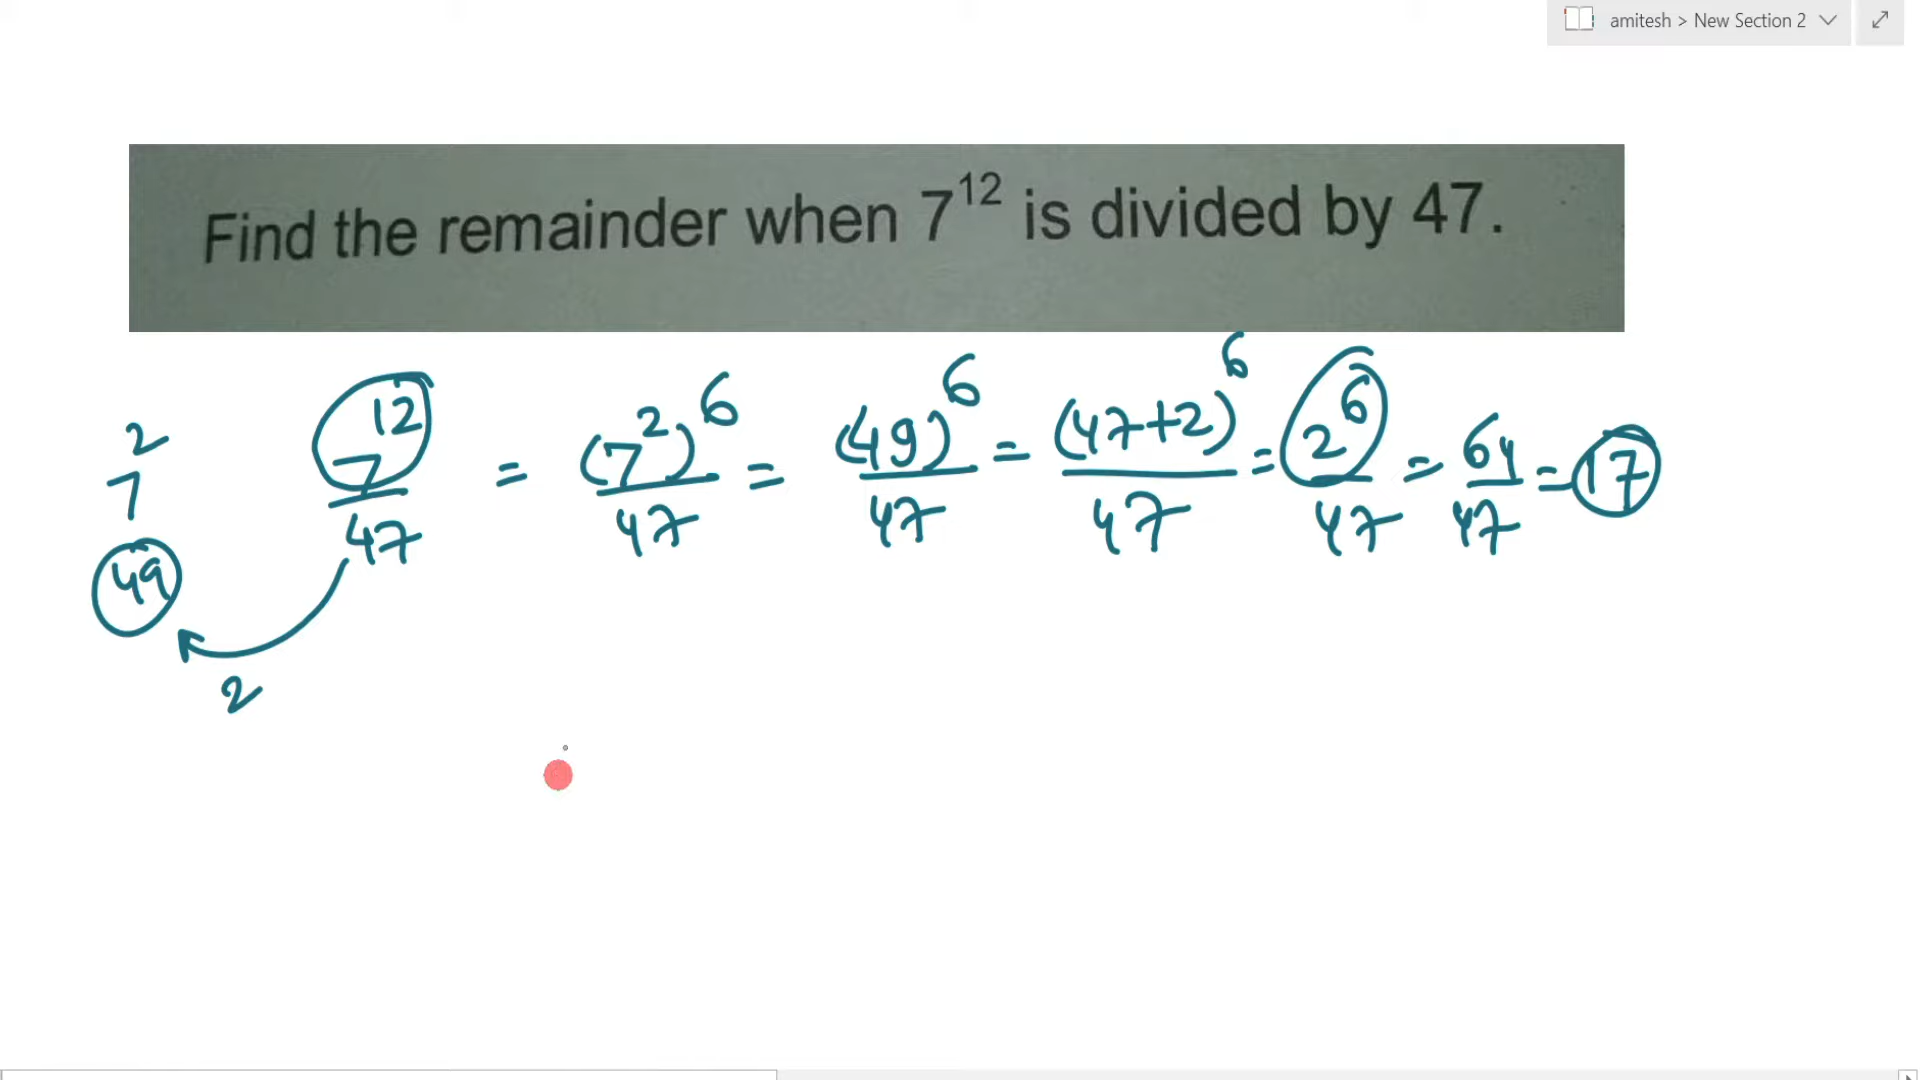 amitesh > New Section 2
Find the remainder when 7^12 is divided by 47.
7^2
49
2
7^12/47 = (7^2)^6/47 = (49)^6/47 = (47+2)^6/47 = 2^6/47 = 64/47 = 17